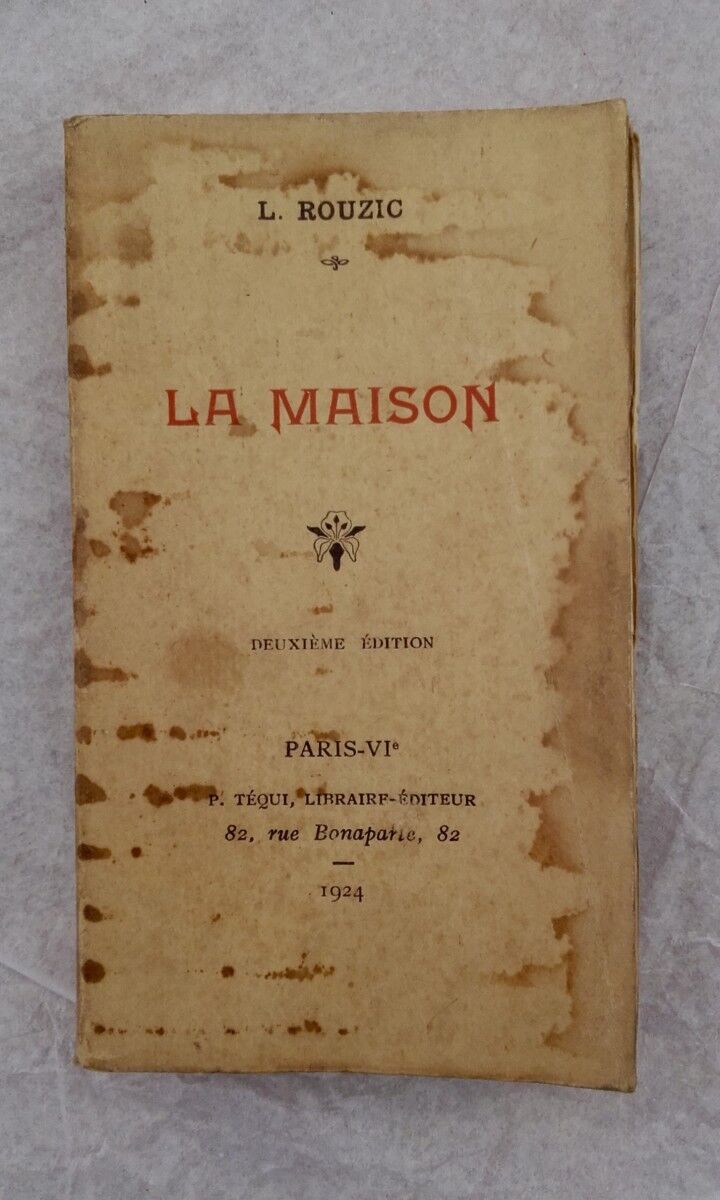 L. ROUZIC
LA MAISON
DEUXIÈME ÉDITION
PARIS-VIᵉ
P. TÉQUI, LIBRAIRE-ÉDITEUR
82, rue Bonaparte, 82
1924